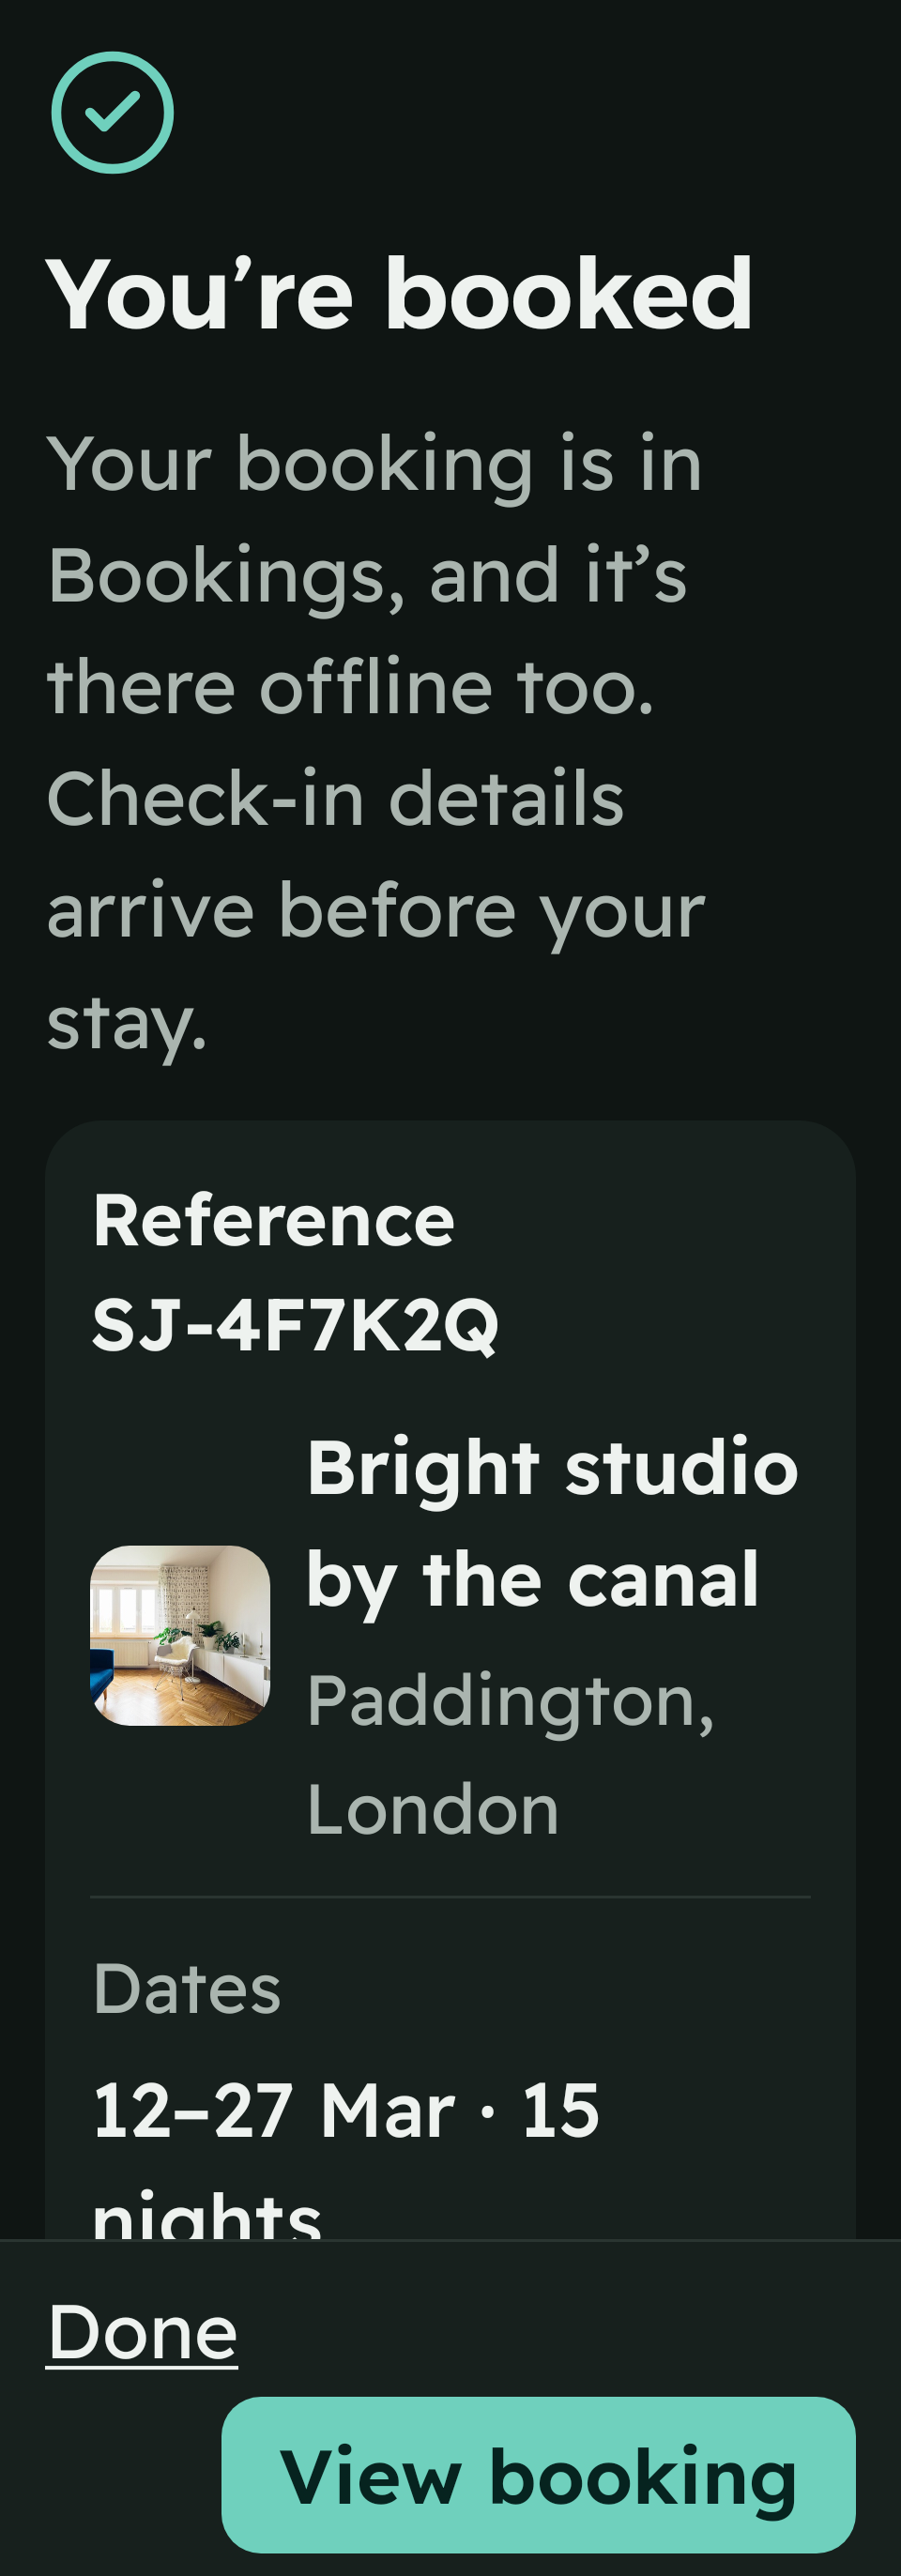 You’re booked
Your booking is in
Bookings, and it’s
there offline too.
Check-in details
arrive before your
stay.
Reference
SJ-4F7K2Q
Bright studio
by the canal
Paddington,
London
Dates
12–27 Mar · 15
nights
Done
View booking